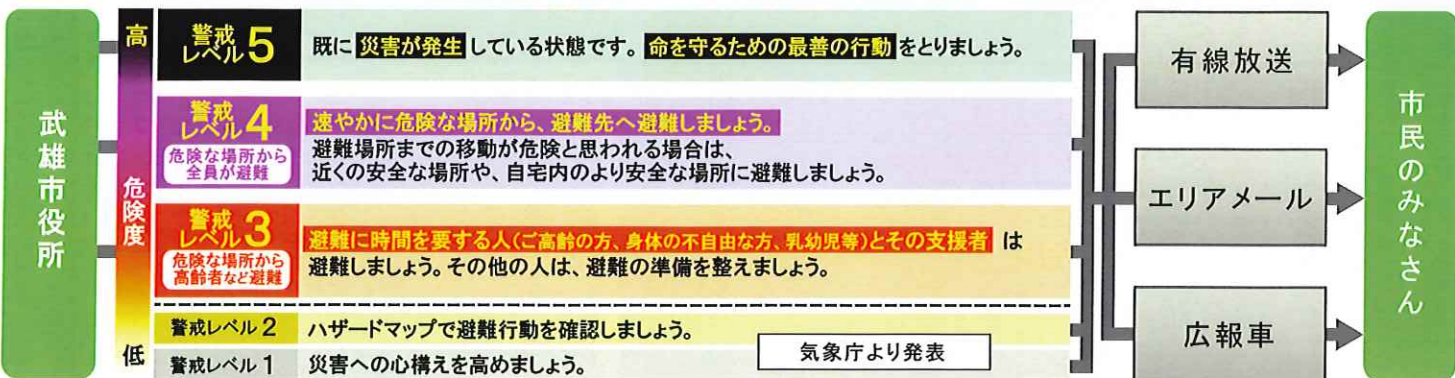 武雄市役所
高
危険度
低
警戒
レベル5
既に災害が発生している状態です。命を守るための最善の行動をとりましょう。
警戒
レベル4
危険な場所から
全員が避難
速やかに危険な場所から、避難先へ避難しましょう。
避難場所までの移動が危険と思われる場合は、
近くの安全な場所や、自宅内のより安全な場所に避難しましょう。
警戒
レベル3
危険な場所から
高齢者など避難
避難に時間を要する人(ご高齢の方、身体の不自由な方、乳幼児等)とその支援者 は
避難しましょう。その他の人は、避難の準備を整えましょう。
警戒レベル2
ハザードマップで避難行動を確認しましょう。
警戒レベル1
災害への心構えを高めましょう。
気象庁より発表
有線放送
エリアメール
広報車
市民のみなさん